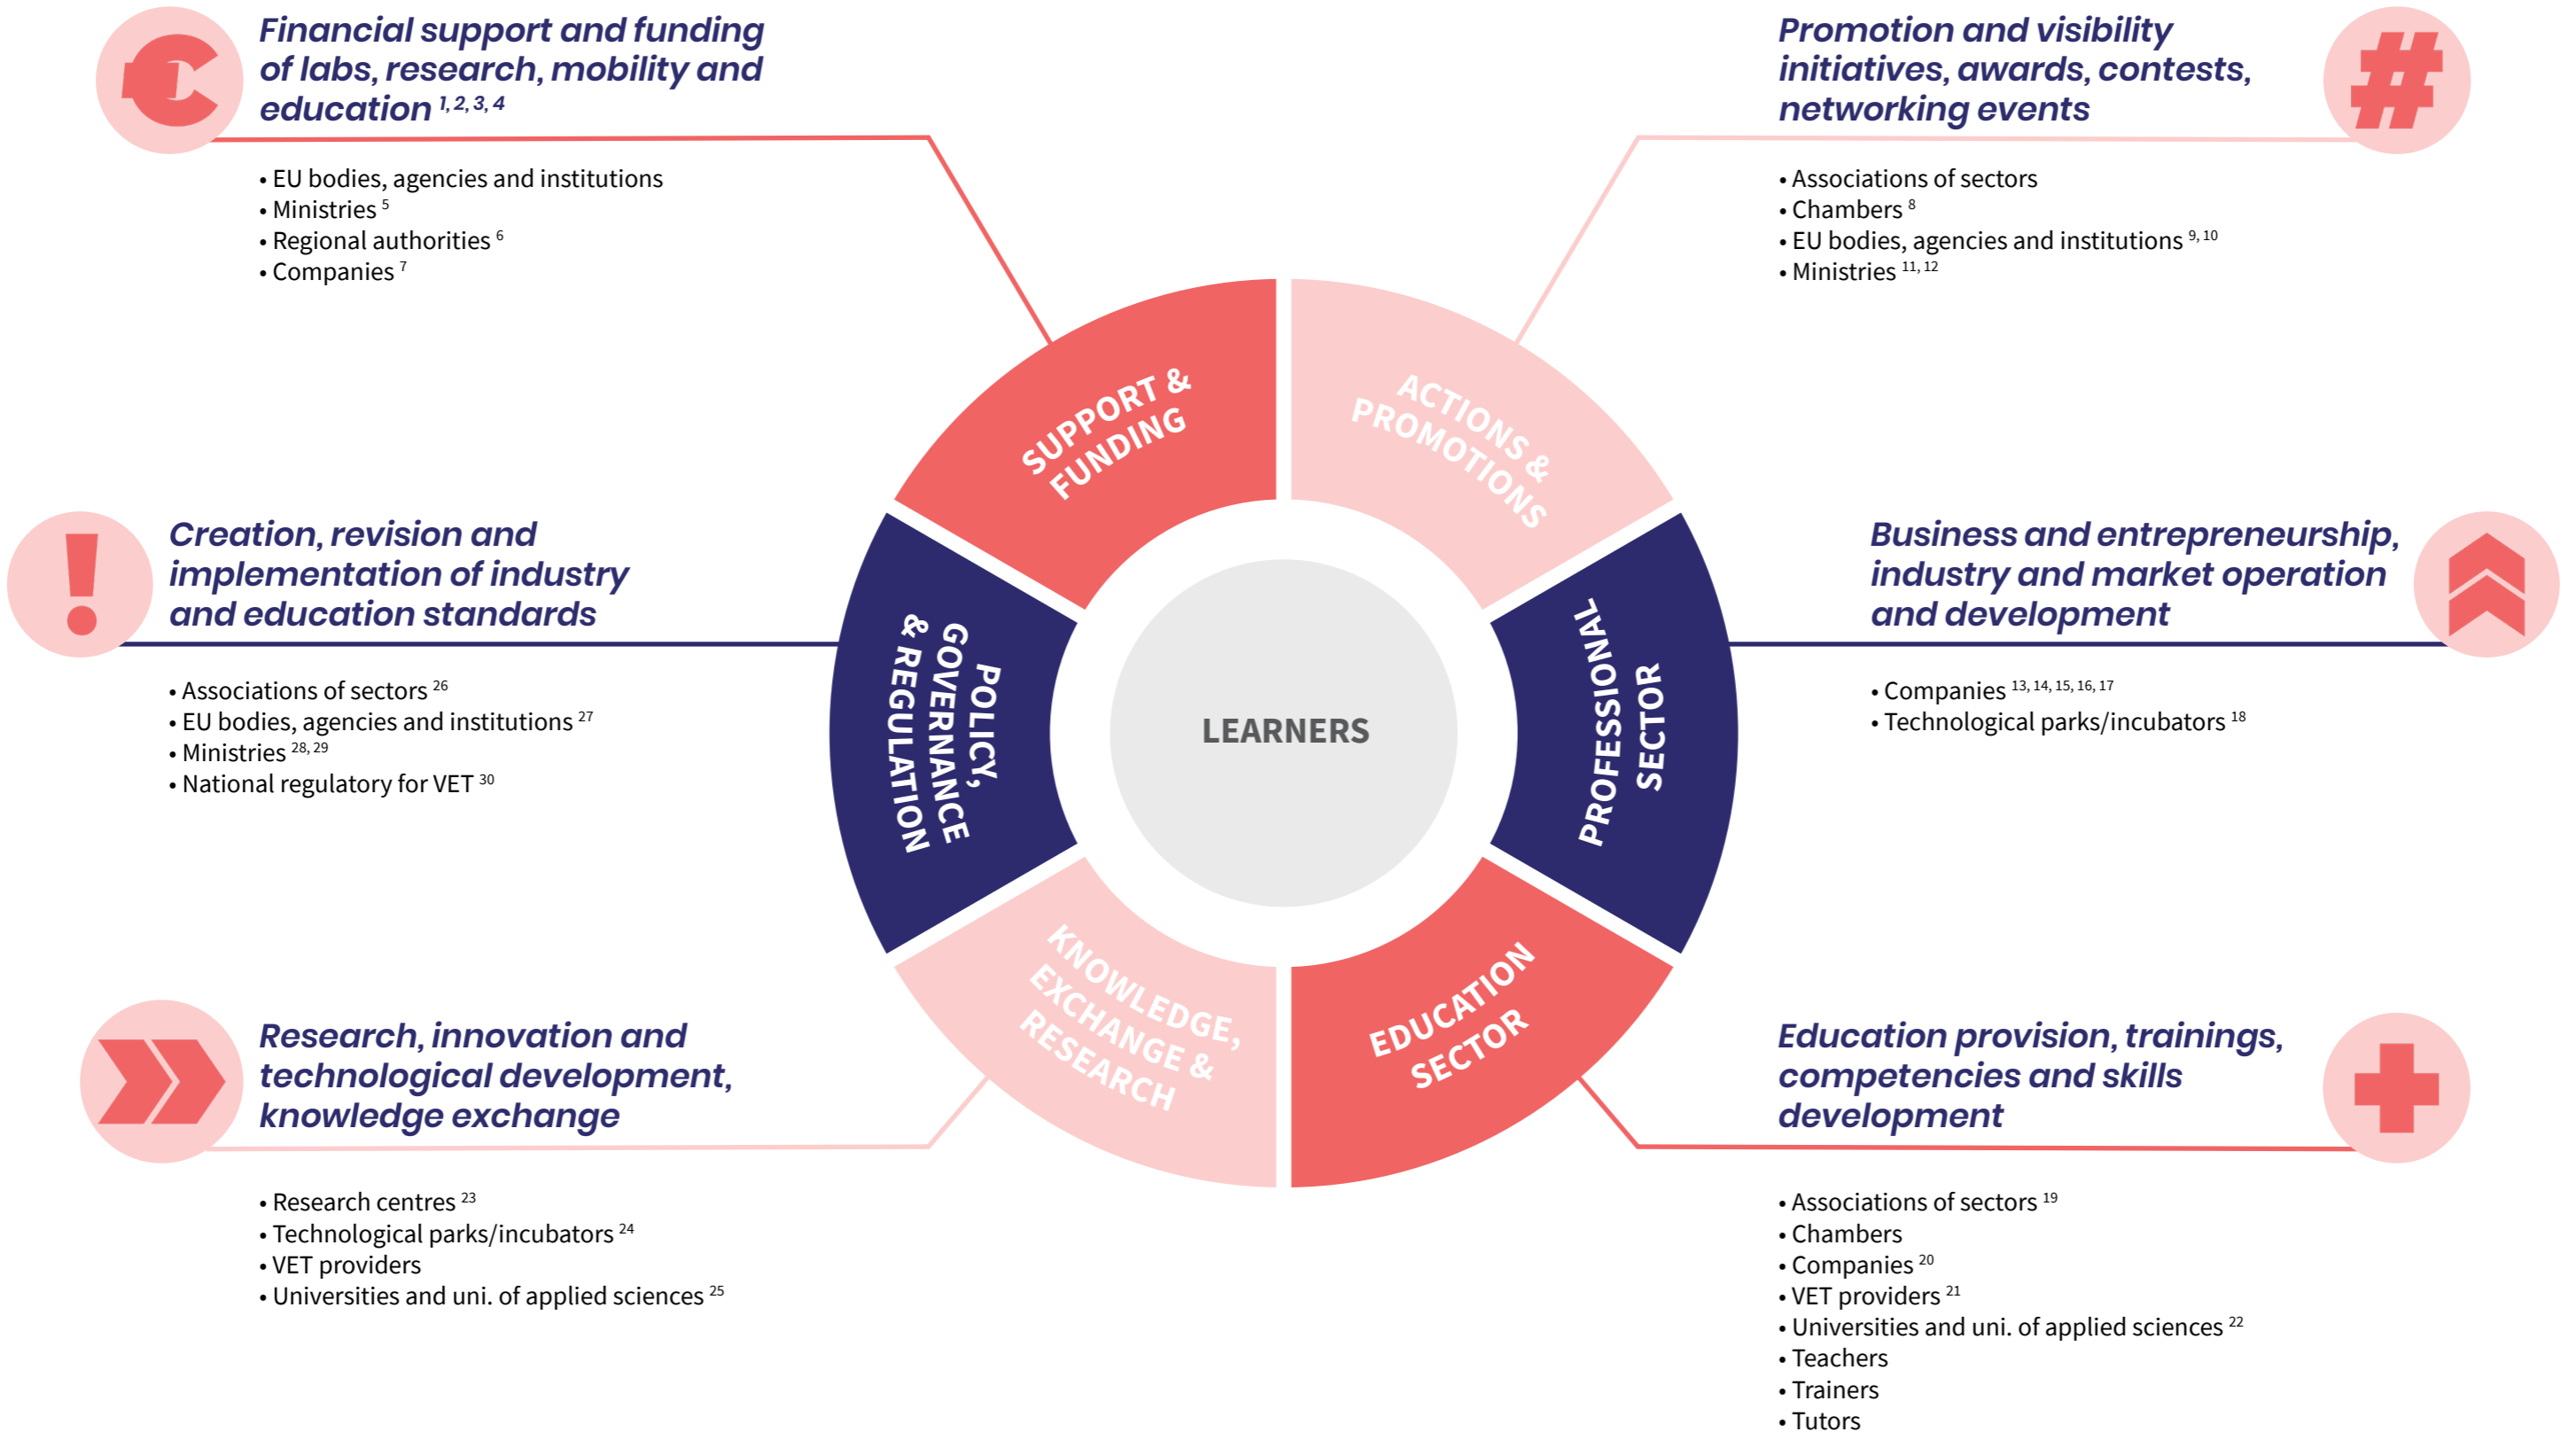 Financial support and funding
of labs, research, mobility and
education 1, 2, 3, 4
• EU bodies, agencies and institutions
• Ministries 5
• Regional authorities 6
• Companies 7
Promotion and visibility
initiatives, awards, contests,
networking events
#
• Associations of sectors
• Chambers 8
• EU bodies, agencies and institutions 9, 10
• Ministries 11, 12
SUPPORT &
FUNDING
ACTIONS &
PROMOTIONS
!
Creation, revision and
implementation of industry
and education standards
• Associations of sectors 26
• EU bodies, agencies and institutions 27
• Ministries 28, 29
• National regulatory for VET 30
POLICY,
GOVERNANCE
& REGULATION
LEARNERS
PROFESSIONAL
SECTOR
Business and entrepreneurship,
industry and market operation
and development
• Companies 13, 14, 15, 16, 17
• Technological parks/incubators 18
KNOWLEDGE,
EXCHANGE &
RESEARCH
EDUCATION
SECTOR
Research, innovation and
technological development,
knowledge exchange
• Research centres 23
• Technological parks/incubators 24
• VET providers
• Universities and uni. of applied sciences 25
Education provision, trainings,
competencies and skills
development
• Associations of sectors 19
• Chambers
• Companies 20
• VET providers 21
• Universities and uni. of applied sciences 22
• Teachers
• Trainers
• Tutors